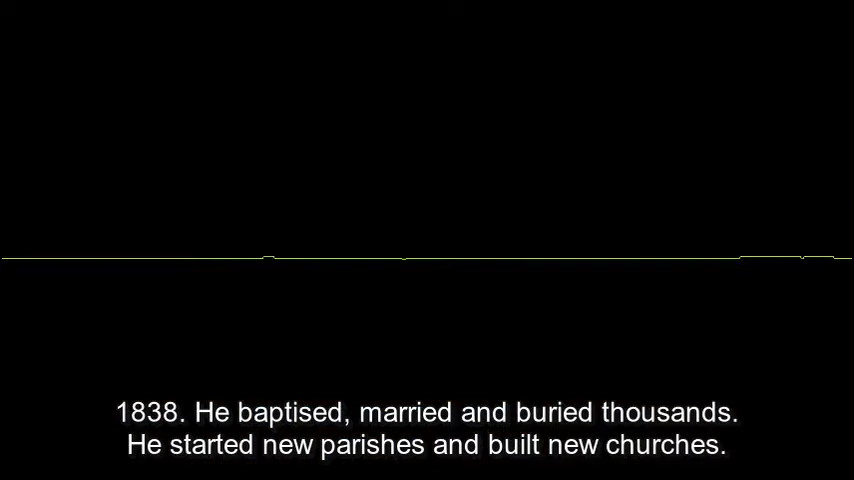 1838. He baptised, married and buried thousands.
He started new parishes and built new churches.